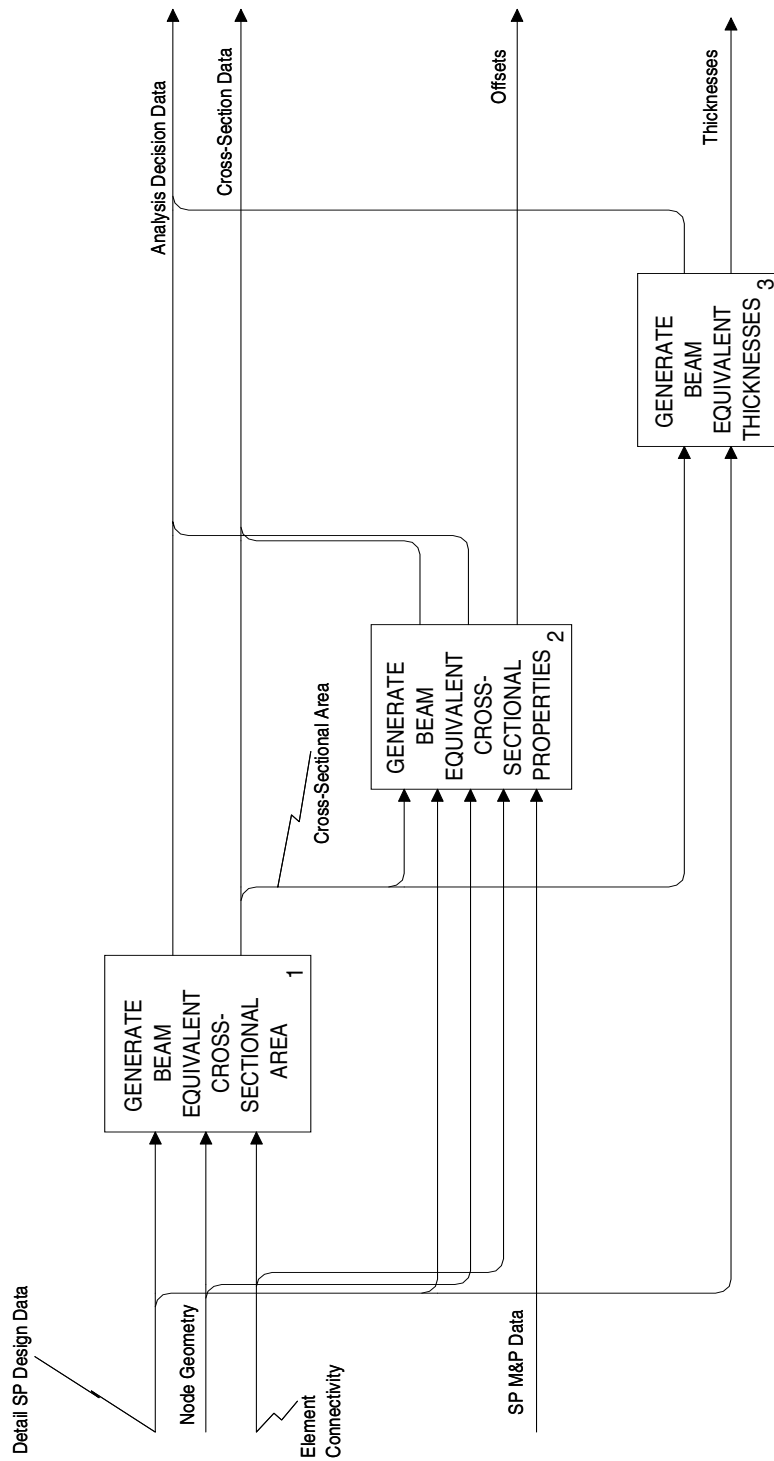 Detail SP Design Data
Node Geometry
Element
Connectivity
SP M&P Data
GENERATE
BEAM
EQUIVALENT
CROSS-
SECTIONAL
AREA
1
Cross-Sectional Area
GENERATE
BEAM
EQUIVALENT
CROSS-
SECTIONAL
PROPERTIES
2
GENERATE
BEAM
EQUIVALENT
THICKNESSES
3
Analysis Decision Data
Cross-Section Data
Offsets
Thicknesses